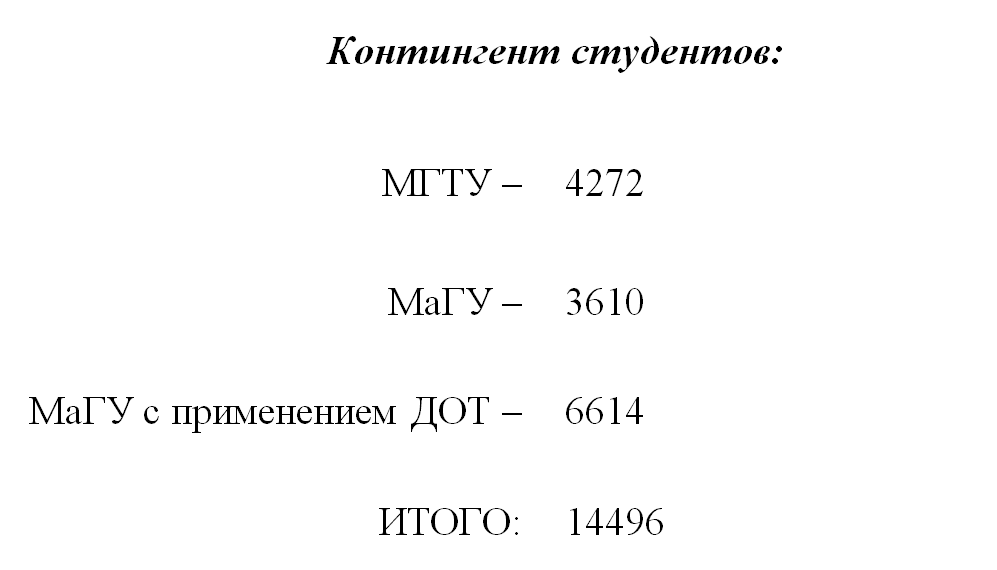 Контингент студентов:
МГТУ – 4272
МаГУ – 3610
МаГУ с применением ДОТ – 6614
ИТОГО: 14496